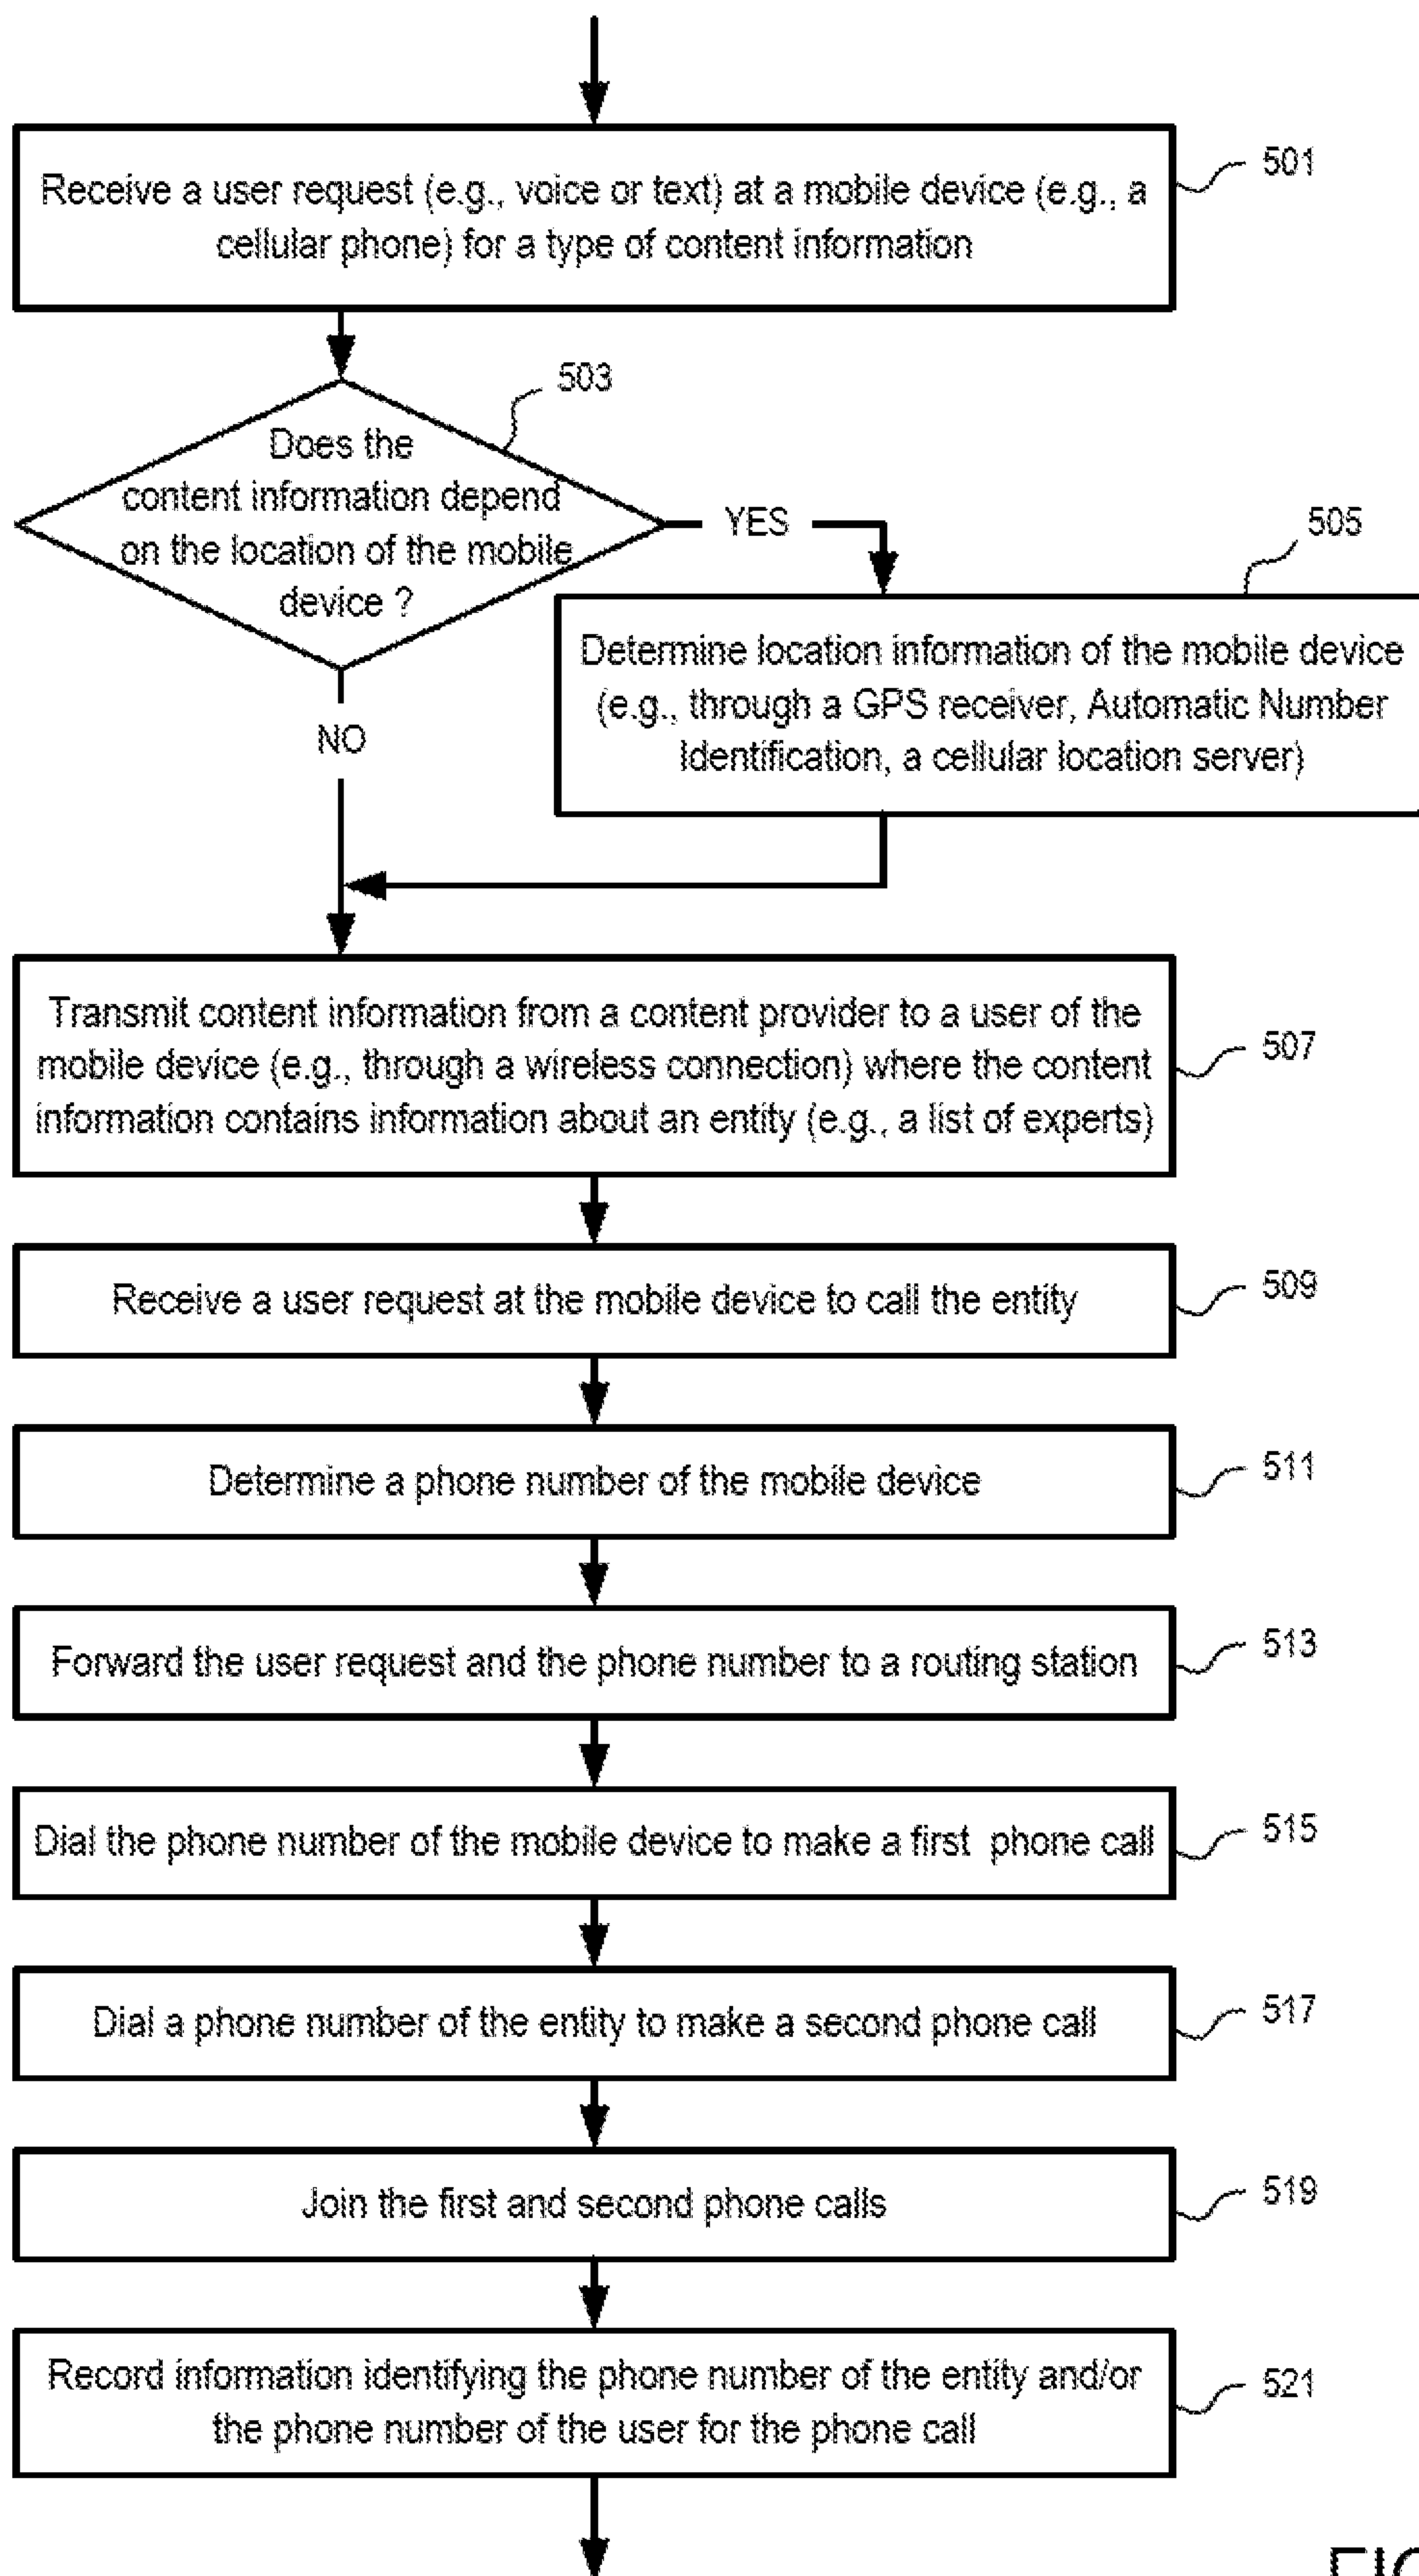 Receive a user request (e.g., voice or text) at a mobile device (e.g., a
cellular phone) for a type of content information
501
503
Does the
content information depend
on the location of the mobile
device ?
YES
NO
505
Determine location information of the mobile device
(e.g., through a GPS receiver, Automatic Number
Identification, a cellular location server)
Transmit content information from a content provider to a user of the
mobile device (e.g., through a wireless connection) where the content
information contains information about an entity (e.g., a list of experts)
507
Receive a user request at the mobile device to call the entity
509
Determine a phone number of the mobile device
511
Forward the user request and the phone number to a routing station
513
Dial the phone number of the mobile device to make a first phone call
515
Dial a phone number of the entity to make a second phone call
517
Join the first and second phone calls
519
Record information identifying the phone number of the entity and/or
the phone number of the user for the phone call
521